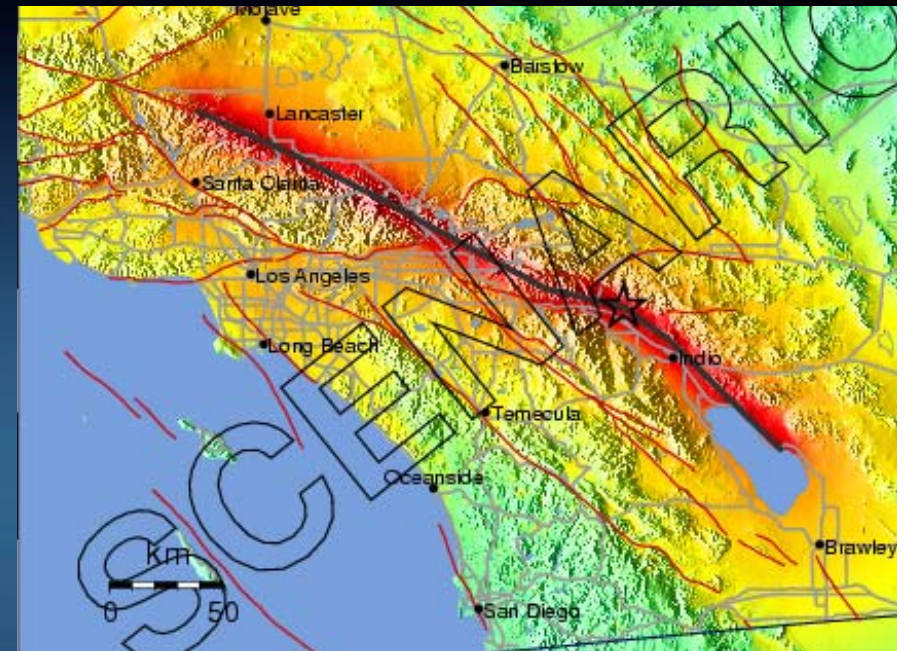 Mojave
Barstow
Lancaster
Santa Clarita
Los Angeles
Long Beach
Indio
Temecula
Oceanside
Brawley
San Diego
km
0 50
SCENARIO